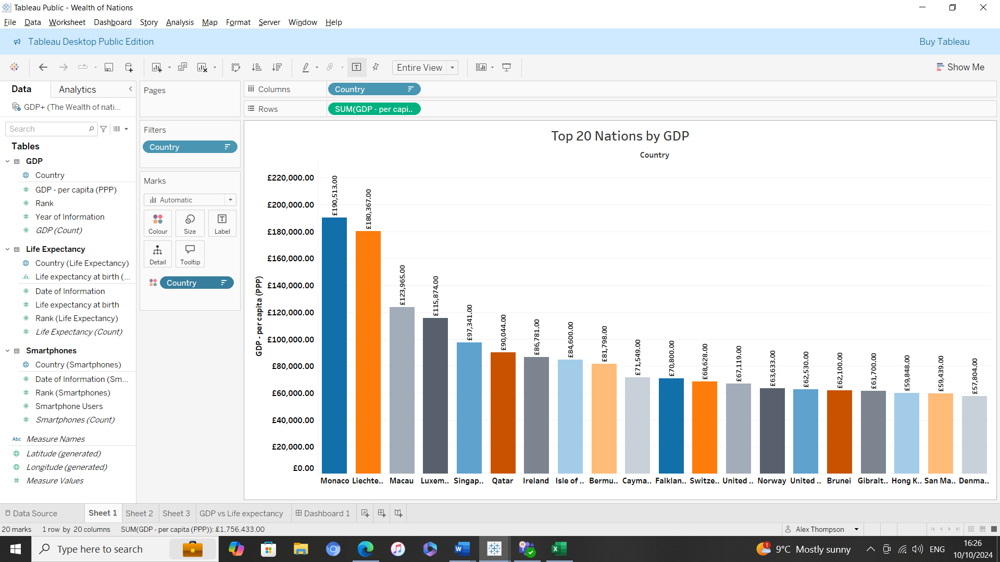 Tableau Public - Wealth of Nations
File Data Worksheet Dashboard Story Analysis Map Format Server Window Help
Tableau Desktop Public Edition
Buy Tableau
Entire View
Show Me
Data
Analytics
GDP+ (The Wealth of nati...
Search
Tables
GDP
Country
GDP - per capita (PPP)
Rank
Year of Information
GDP (Count)
Life Expectancy
Country (Life Expectancy)
Life expectancy at birth (...
Date of Information
Life expectancy at birth
Rank (Life Expectancy)
Life Expectancy (Count)
Smartphones
Country (Smartphones)
Date of Information (Sm...
Rank (Smartphones)
Smartphone Users
Smartphones (Count)
Abc Measure Names
Latitude (generated)
Longitude (generated)
Measure Values
Pages
Filters
Country
Marks
Automatic
Colour Size Label
Detail Tooltip
Country
Columns Country
Rows SUM(GDP - per capi..
Top 20 Nations by GDP
Country
GDP - per capita (PPP)
£220,000.00
£200,000.00
£180,000.00
£160,000.00
£140,000.00
£120,000.00
£100,000.00
£80,000.00
£60,000.00
£40,000.00
£20,000.00
£0.00
£190,513.00
£180,367.00
£123,965.00
£115,874.00
£97,341.00
£90,044.00
£86,781.00
£84,600.00
£81,798.00
£71,549.00
£70,800.00
£68,628.00
£67,119.00
£63,633.00
£62,530.00
£62,100.00
£61,700.00
£59,848.00
£59,439.00
£57,804.00
Monaco Liechte.. Macau Luxem.. Singap.. Qatar Ireland Isle of .. Bermu.. Cayma.. Falklan.. Switze.. United .. Norway United .. Brunei Gibralt.. Hong K.. San Ma.. Denma..
Data Source Sheet 1 Sheet 2 Sheet 3 GDP vs Life expectancy Dashboard 1
20 marks 1 row by 20 columns SUM(GDP - per capita (PPP)): £1,756,433.00
Alex Thompson
Type here to search
1
9°C Mostly sunny
ENG
16:26
10/10/2024